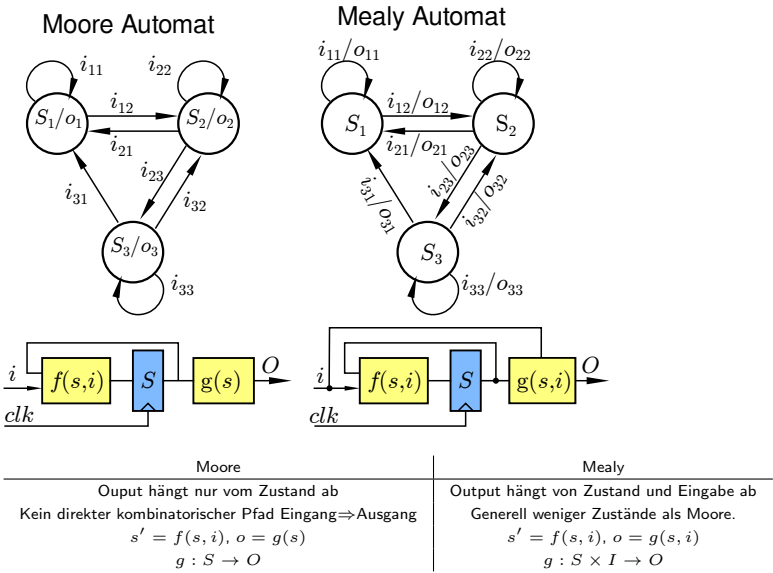 Moore Automat
Mealy Automat
i₁₁
i₂₂
S₁/o₁
i₁₂
S₂/o₂
i₂₁
i₂₃
i₃₁
i₃₂
S₃/o₃
i₃₃
i₁₁/o₁₁
i₂₂/o₂₂
S₁
i₁₂/o₁₂
S₂
i₂₁/o₂₁
i₂₃/o₂₃
i₃₁/o₃₁
i₃₂/o₃₂
S₃
i₃₃/o₃₃
i
f(s,i)
S
g(s)
O
clk
i
f(s,i)
S
g(s,i)
O
clk
Moore
Mealy
Ouput hängt nur vom Zustand ab
Output hängt von Zustand und Eingabe ab
Kein direkter kombinatorischer Pfad Eingang⇒Ausgang
Generell weniger Zustände als Moore.
s′ = f(s, i), o = g(s)
s′ = f(s, i), o = g(s, i)
g : S → O
g : S × I → O